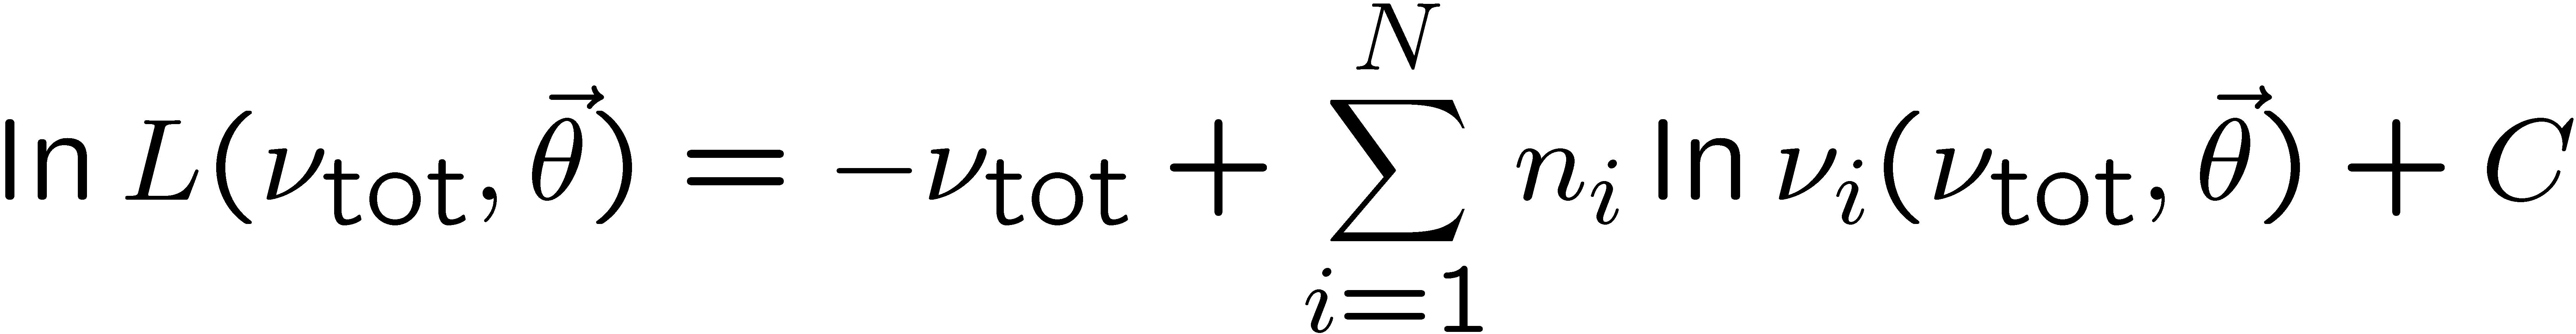 ln L(ν_tot, θ⃗) = −ν_tot + ∑_{i=1}^{N} n_i ln ν_i(ν_tot, θ⃗) + C